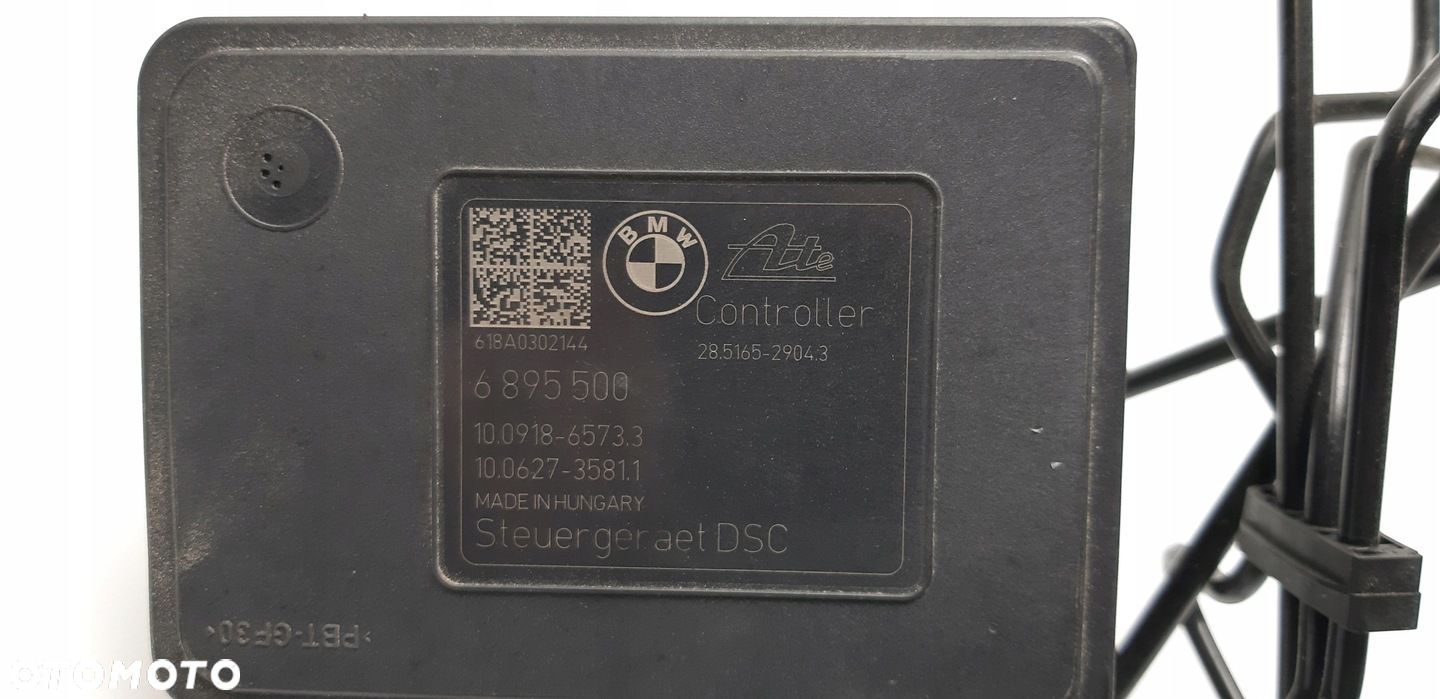 BMW
Ate
Controller
618A0302144
28.5165-2904.3
6 895 500
10.0918-6573.3
10.0627-3581.1
MADE IN HUNGARY
Steuergeraet DSC
>PBT-GF30<
OTOMOTO